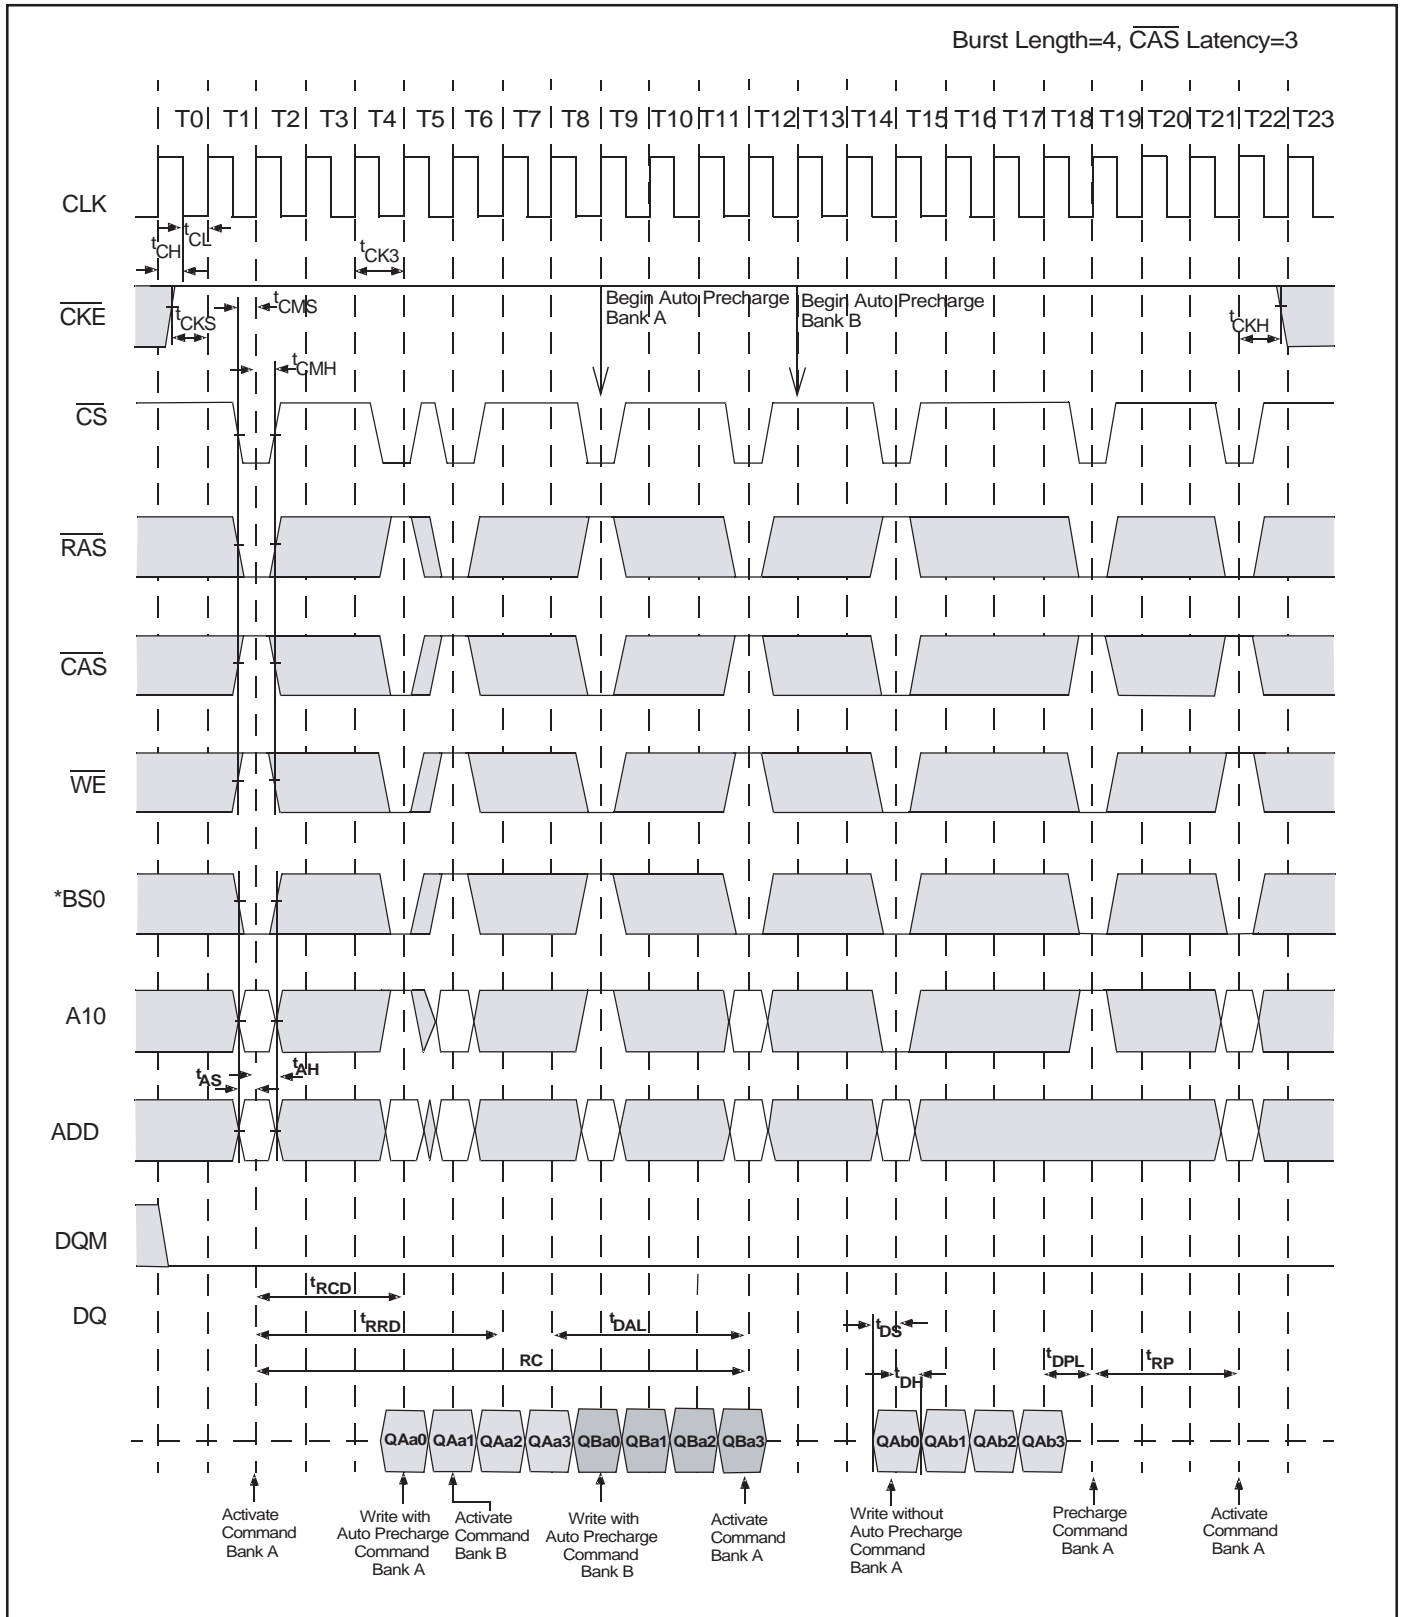 Burst Length=4, CAS Latency=3
T0 T1 T2 T3 T4 T5 T6 T7 T8 T9 T10 T11 T12 T13 T14 T15 T16 T17 T18 T19 T20 T21 T22 T23
CLK
tCH
tCL
tCK3
CKE
tCKS
tCMS
tCMH
Begin Auto Precharge
Bank A
Begin Auto Precharge
Bank B
tCKH
CS
RAS
CAS
WE
*BS0
A10
tAS
tAH
ADD
DQM
DQ
tRCD
tRRD
tDAL
RC
tDS
tDH
tDPL
tRP
QAa0 QAa1 QAa2 QAa3 QBa0 QBa1 QBa2 QBa3 QAb0 QAb1 QAb2 QAb3
Activate
Command
Bank A
Write with
Auto Precharge
Command
Bank A
Activate
Command
Bank B
Write with
Auto Precharge
Command
Bank B
Activate
Command
Bank A
Write without
Auto Precharge
Command
Bank A
Precharge
Command
Bank A
Activate
Command
Bank A